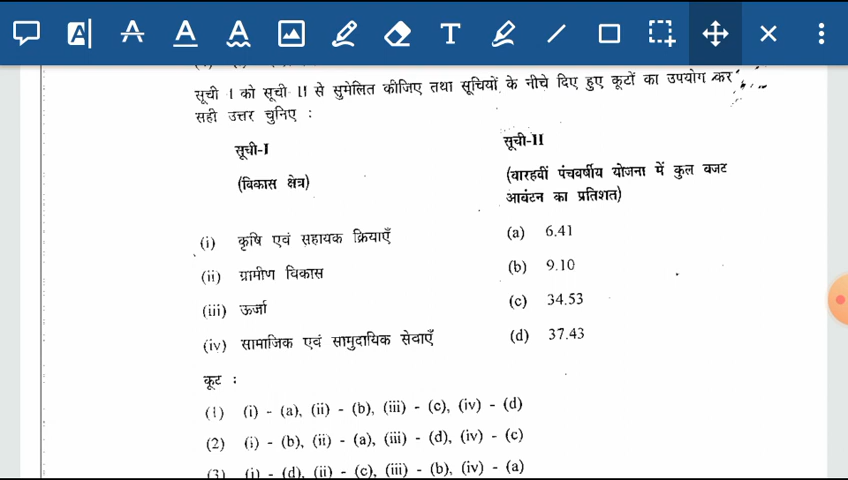 सूची I को सूची II से सुमेलित कीजिए तथा सूचियों के नीचे दिए हुए कूटों का उपयोग कर
सही उत्तर चुनिए :
सूची-I
(विकास क्षेत्र)
सूची-II
(वारहवीं पंचवर्षीय योजना में कुल वजट
आवंटन का प्रतिशत)
(i) कृषि एवं सहायक क्रियाएँ (a) 6.41
(ii) ग्रामीण विकास (b) 9.10
(iii) ऊर्जा (c) 34.53
(iv) सामाजिक एवं सामुदायिक सेवाएँ (d) 37.43
कूट :
(1) (i) - (a), (ii) - (b), (iii) - (c), (iv) - (d)
(2) (i) - (b), (ii) - (a), (iii) - (d), (iv) - (c)
(3) (i) - (d), (ii) - (c), (iii) - (b), (iv) - (a)